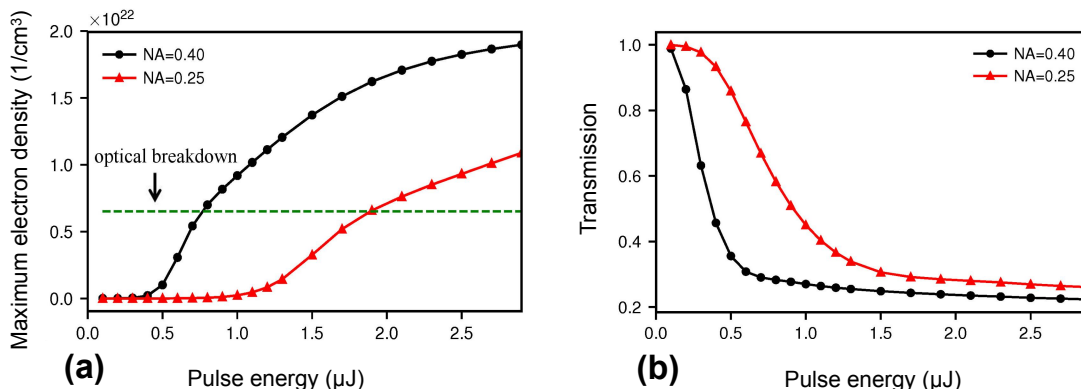 ×10²²
2.0
1.5
1.0
0.5
0.0
Maximum electron density (1/cm³)
NA=0.40
NA=0.25
optical breakdown
0.0 0.5 1.0 1.5 2.0 2.5
(a)
Pulse energy (μJ)
1.0
0.8
0.6
0.4
0.2
Transmission
NA=0.40
NA=0.25
0.0 0.5 1.0 1.5 2.0 2.5
(b)
Pulse energy (μJ)